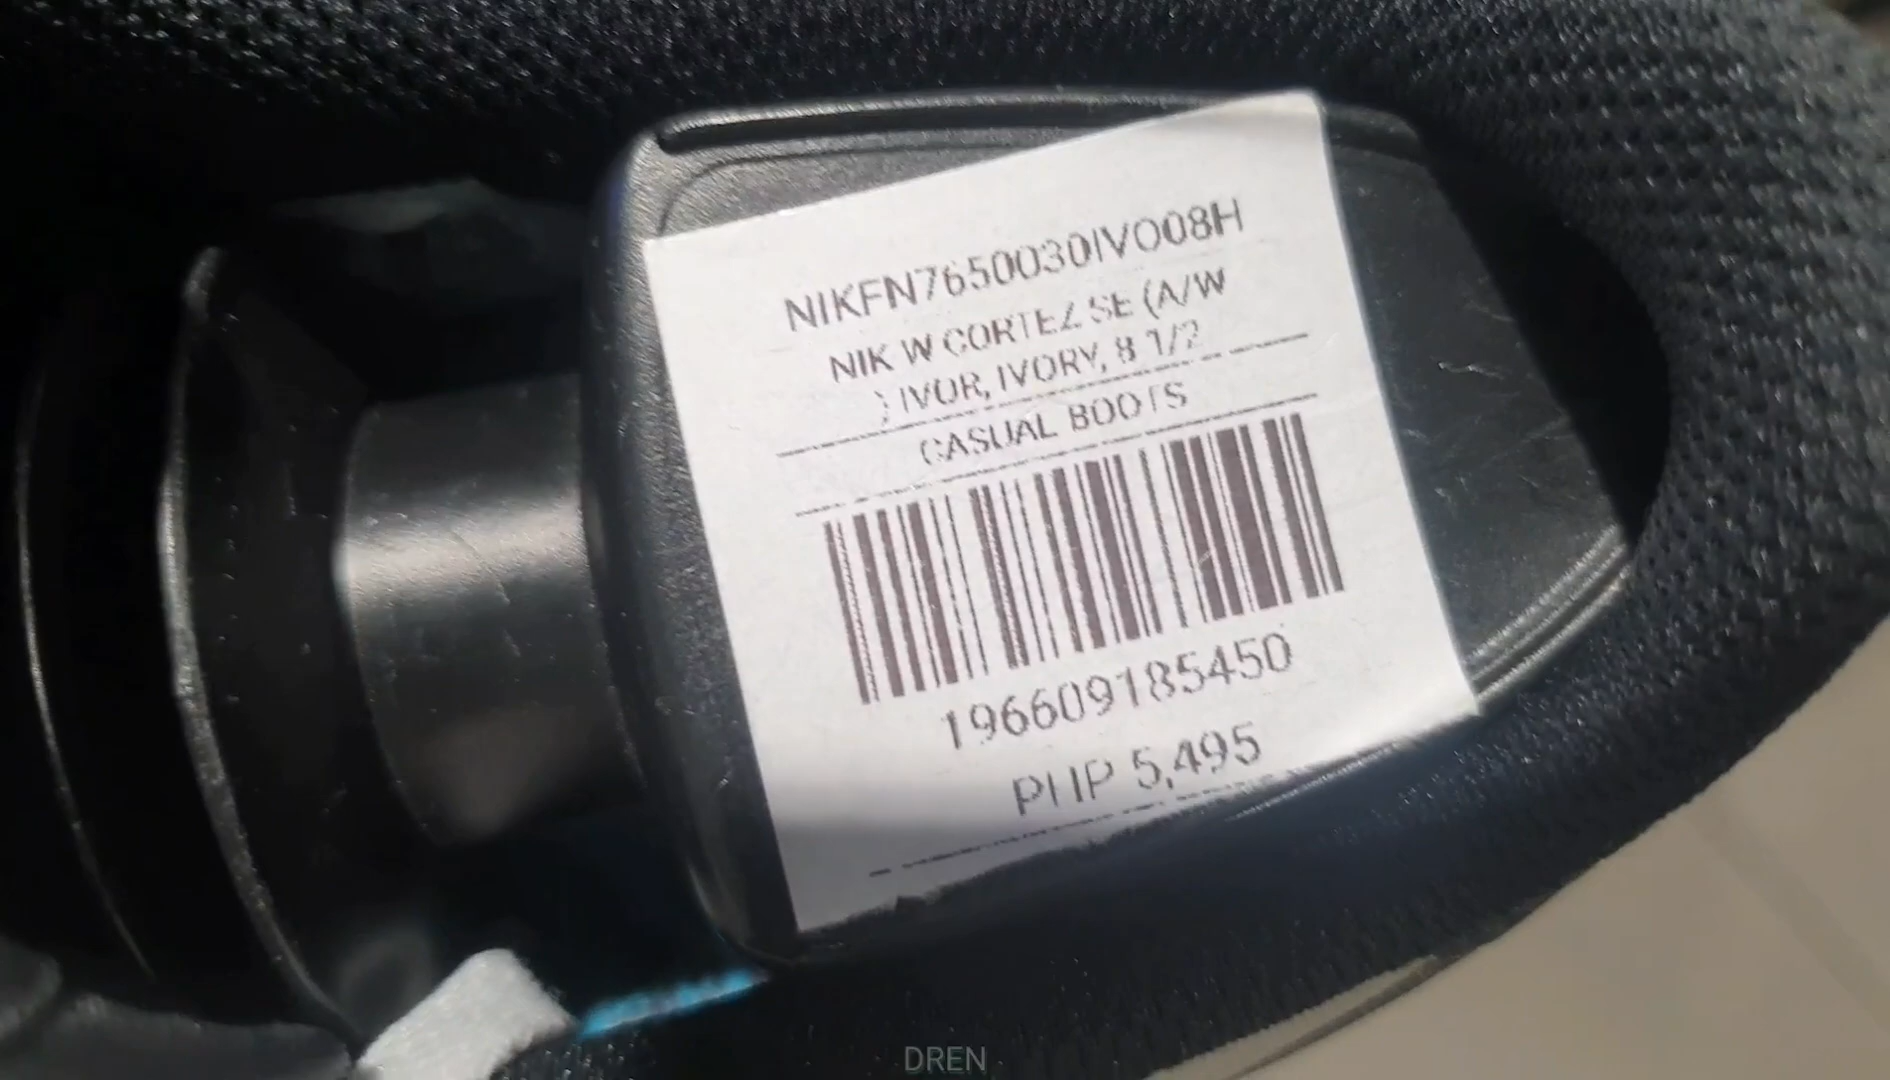 NIKFN7650030IVO08H
NIK W CORTEZ SE (A/W
) IVOR, IVORY, 8 1/2
CASUAL BOOTS
196609185450
PHP 5,495
DREN